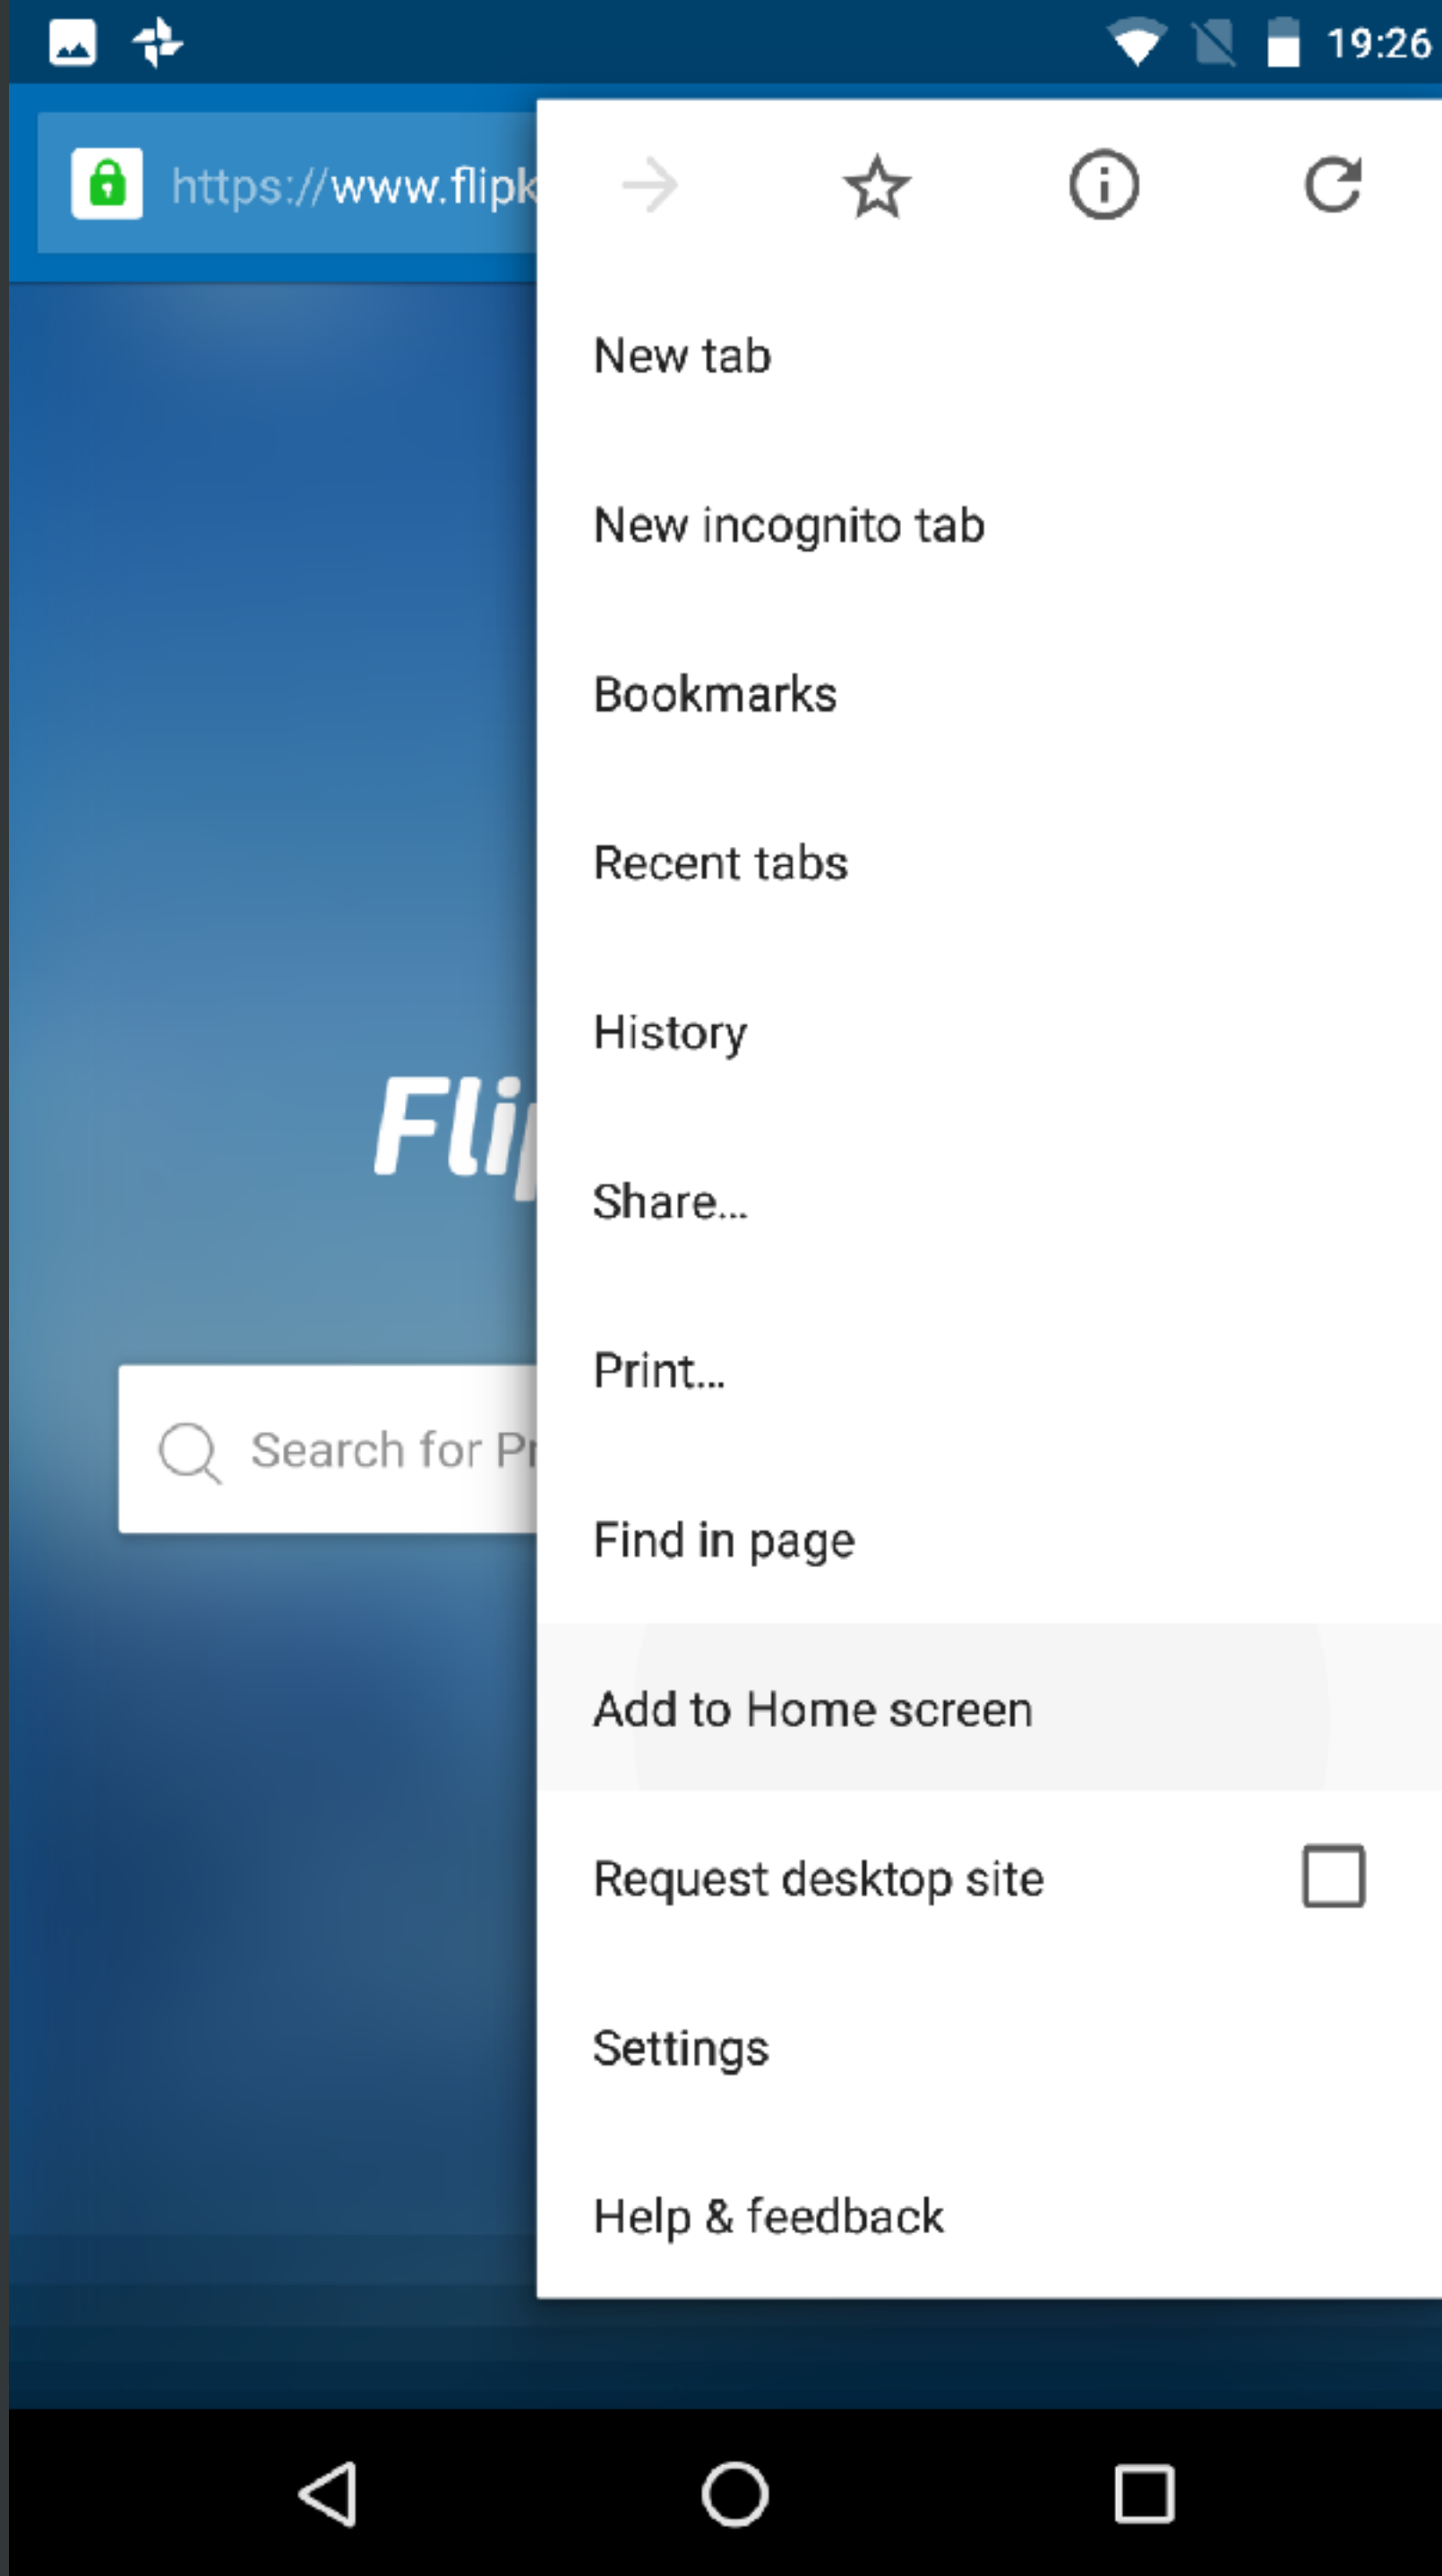 19:26
https://www.flipk
New tab
New incognito tab
Bookmarks
Recent tabs
History
Share...
Flip
Print...
Search for Pr
Find in page
Add to Home screen
Request desktop site
Settings
Help & feedback